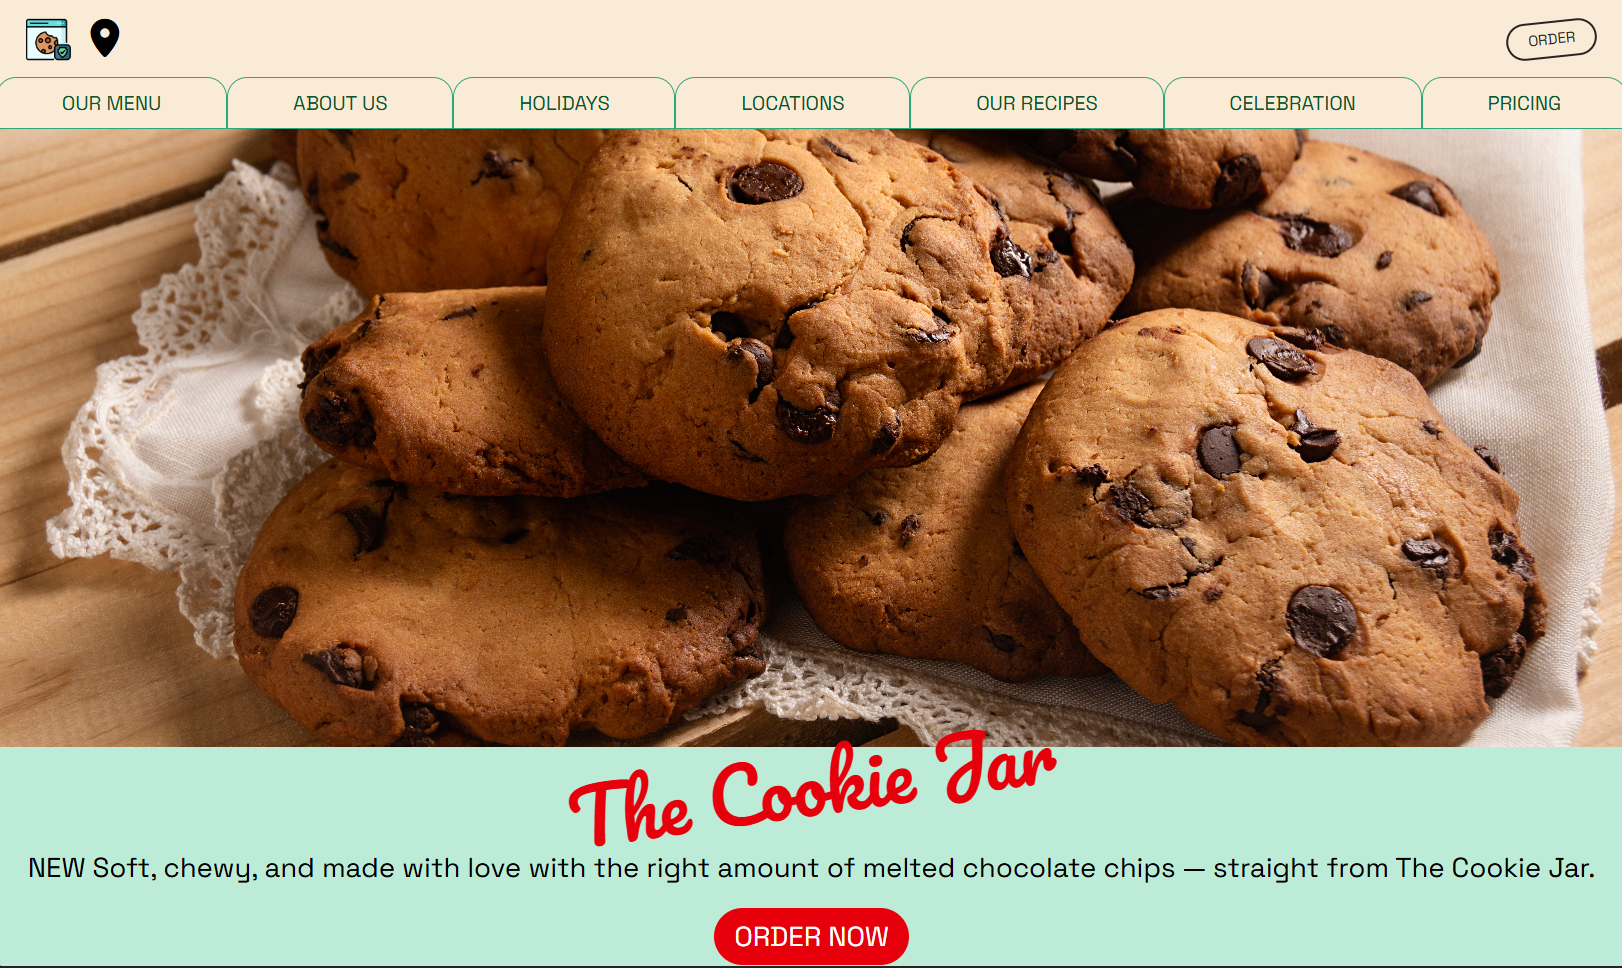 ORDER
OUR MENU ABOUT US HOLIDAYS LOCATIONS OUR RECIPES CELEBRATION PRICING
The Cookie Jar
NEW Soft, chewy, and made with love with the right amount of melted chocolate chips — straight from The Cookie Jar.
ORDER NOW